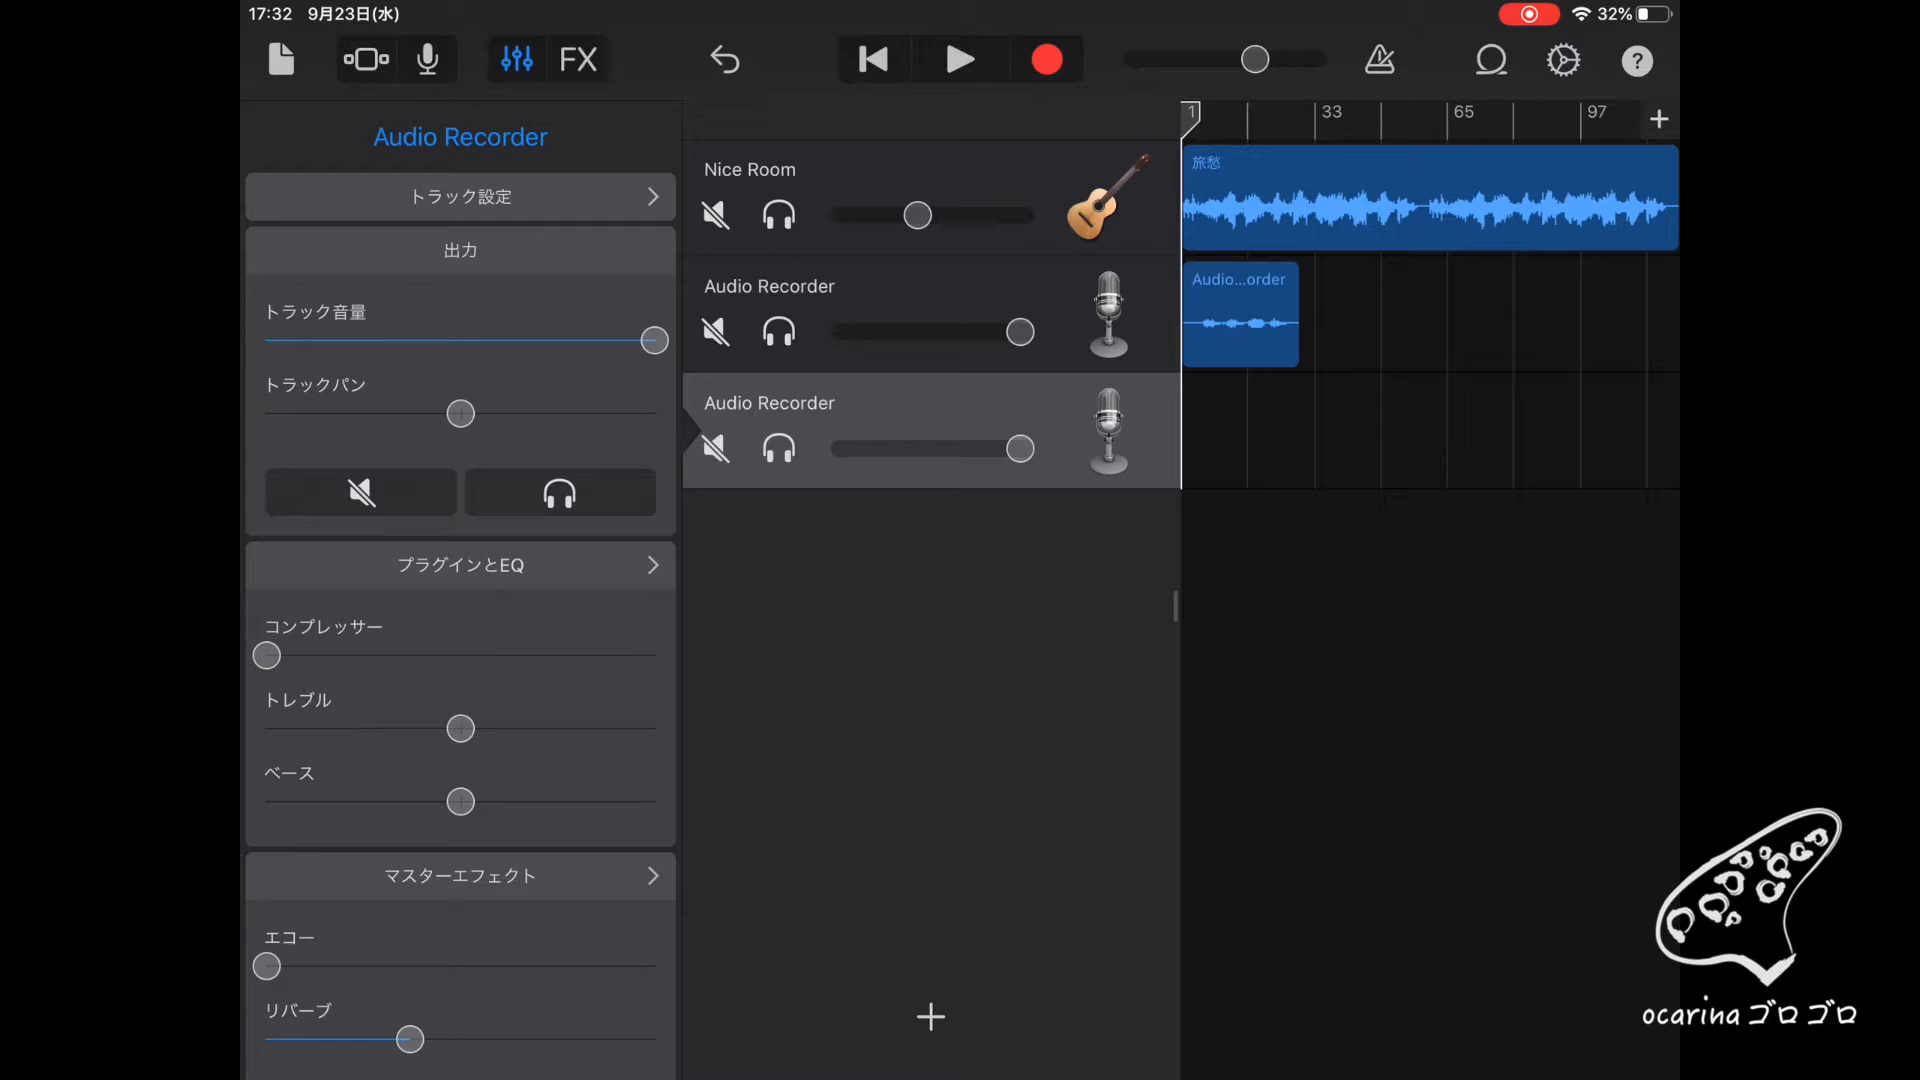 17:32 9月23日(水)
32%
FX
?
Audio Recorder
トラック設定
出力
トラック音量
トラックパン
プラグインとEQ
コンプレッサー
トレブル
ベース
マスターエフェクト
エコー
リバーブ
Nice Room
Audio Recorder
Audio Recorder
1 33 65 97
旅愁
Audio...order
ocarina ゴロゴロ